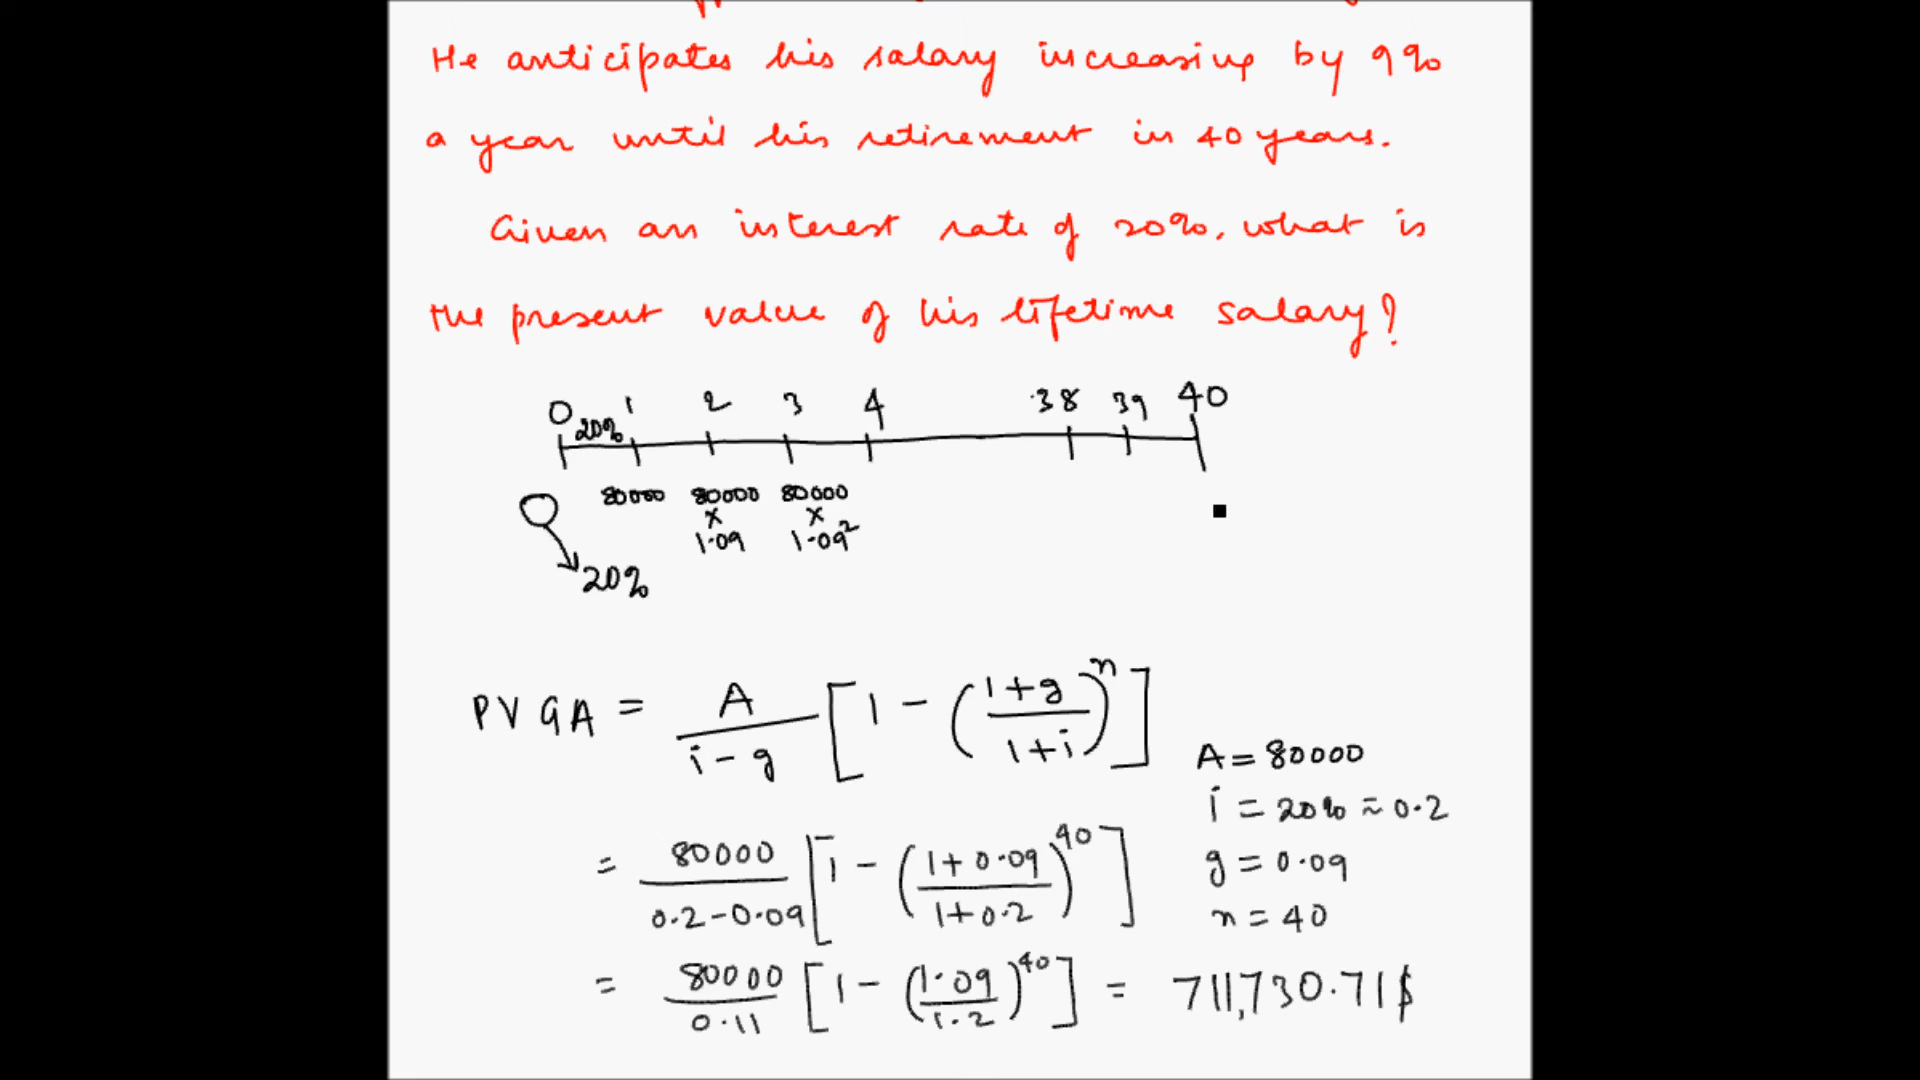 He anticipates his salary increasing by 9%
a year until his retirement in 40 years.
Given an interest rate of 20%, what is
the present value of his lifetime salary?
0 1 2 3 4 38 39 40
20%
80000 80000 80000
x x
1.09 1.09²
20%
PVGA = A / i - g [1 - (1+g / 1+i)^n]
A = 80000
i = 20% ≈ 0.2
= 80000 / 0.2-0.09 [1 - (1+0.09 / 1+0.2)^40]
g = 0.09
n = 40
= 80000 / 0.11 [1 - (1.09 / 1.2)^40] = 711,730.71$